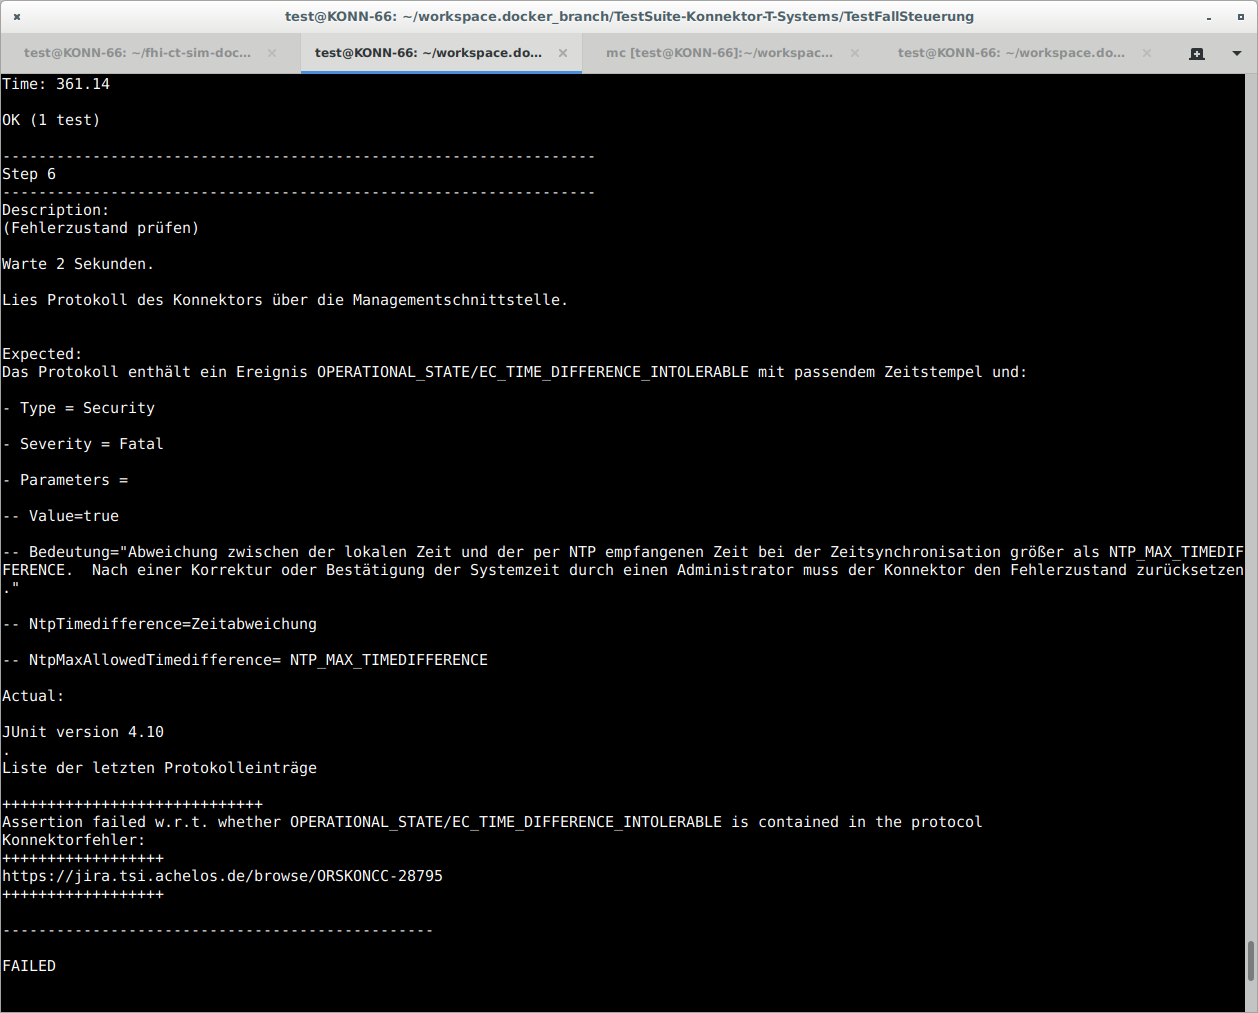 test@KONN-66: ~/workspace.docker_branch/TestSuite-Konnektor-T-Systems/TestFallSteuerung
test@KONN-66: ~/fhi-ct-sim-doc...
test@KONN-66: ~/workspace.do...
mc [test@KONN-66]:~/workspac...
test@KONN-66: ~/workspace.do...
Time: 361.14
OK (1 test)
------------------------------------------------------------------
Step 6
------------------------------------------------------------------
Description:
(Fehlerzustand prüfen)
Warte 2 Sekunden.
Lies Protokoll des Konnektors über die Managementschnittstelle.
Expected:
Das Protokoll enthält ein Ereignis OPERATIONAL_STATE/EC_TIME_DIFFERENCE_INTOLERABLE mit passendem Zeitstempel und:
- Type = Security
- Severity = Fatal
- Parameters =
-- Value=true
-- Bedeutung="Abweichung zwischen der lokalen Zeit und der per NTP empfangenen Zeit bei der Zeitsynchronisation größer als NTP_MAX_TIMEDIF
FERENCE.  Nach einer Korrektur oder Bestätigung der Systemzeit durch einen Administrator muss der Konnektor den Fehlerzustand zurücksetzen
."
-- NtpTimedifference=Zeitabweichung
-- NtpMaxAllowedTimedifference= NTP_MAX_TIMEDIFFERENCE
Actual:
JUnit version 4.10
.
Liste der letzten Protokolleinträge
+++++++++++++++++++++++++++++
Assertion failed w.r.t. whether OPERATIONAL_STATE/EC_TIME_DIFFERENCE_INTOLERABLE is contained in the protocol
Konnektorfehler:
++++++++++++++++++
https://jira.tsi.achelos.de/browse/ORSKONCC-28795
++++++++++++++++++
------------------------------------------------
FAILED